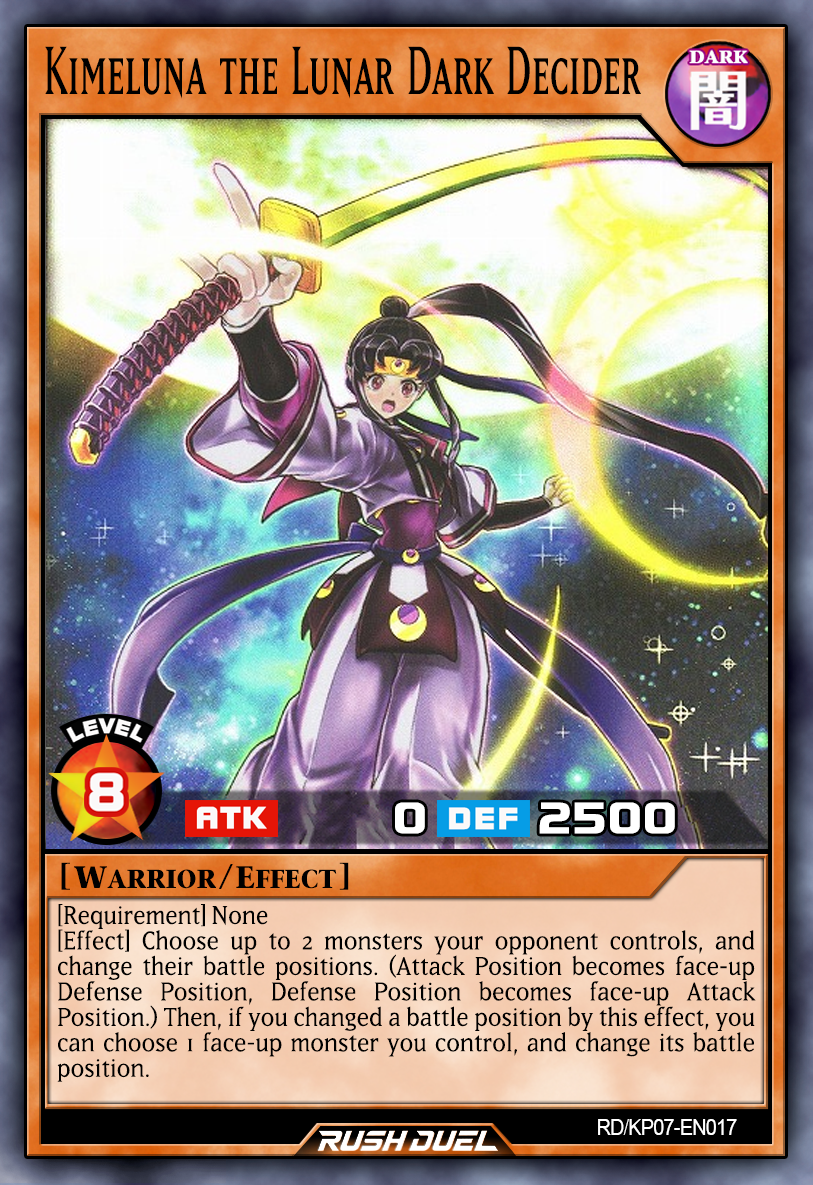 Kimeluna the Lunar Dark Decider
DARK
闇
LEVEL
8
ATK 0 DEF 2500
[Warrior/Effect]
[Requirement] None
[Effect] Choose up to 2 monsters your opponent controls, and
change their battle positions. (Attack Position becomes face-up
Defense Position, Defense Position becomes face-up Attack
Position.) Then, if you changed a battle position by this effect, you
can choose 1 face-up monster you control, and change its battle
position.
RD/KP07-EN017
RUSH DUEL